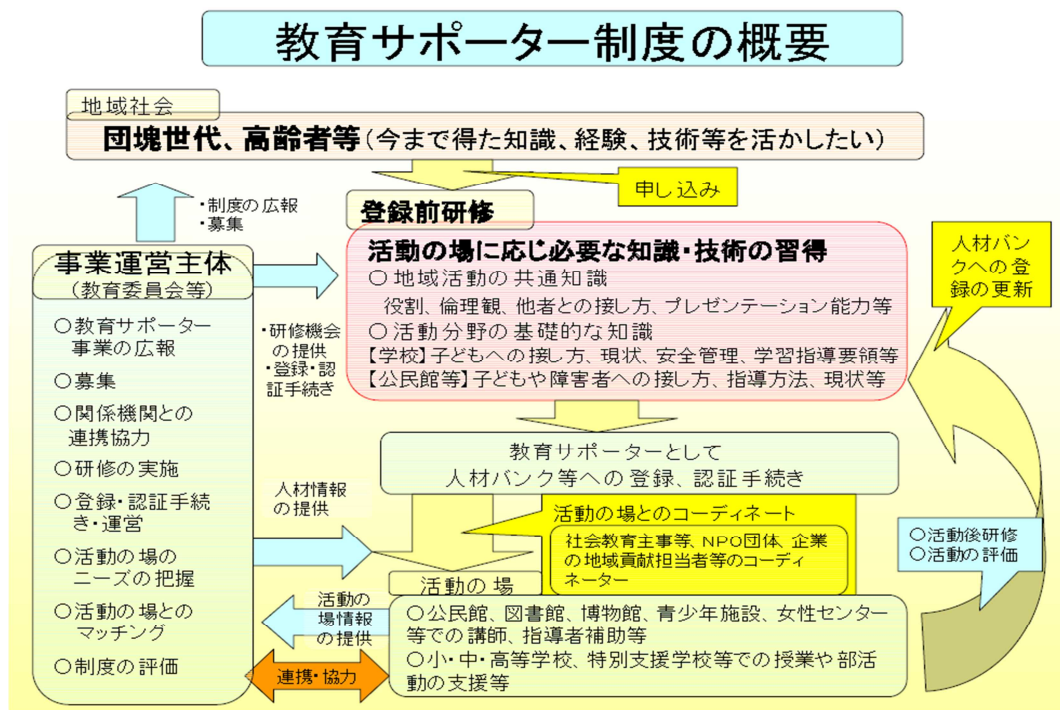 教育サポーター制度の概要
地域社会
団塊世代、高齢者等(今まで得た知識、経験、技術等を活かしたい)
申し込み
・制度の広報
・募集
登録前研修
活動の場に応じ必要な知識・技術の習得
○地域活動の共通知識
役割、倫理観、他者との接し方、プレゼンテーション能力等
○活動分野の基礎的な知識
【学校】子どもへの接し方、現状、安全管理、学習指導要領等
【公民館等】子どもや障害者への接し方、指導方法、現状等
人材バン
クへの登
録の更新
事業運営主体
(教育委員会等)
○教育サポーター
事業の広報
○募集
○関係機関との
連携協力
○研修の実施
○登録・認証手続
き・運営
○活動の場の
ニーズの把握
○活動の場との
マッチング
○制度の評価
・研修機会
の提供
・登録・認
証手続き
教育サポーターとして
人材バンク等への登録、認証手続き
人材情報
の提供
活動の場とのコーディネート
社会教育主事等、NPO団体、企業
の地域貢献担当者等のコーディ
ネーター
○活動後研修
○活動の評価
活動の場
活動の
場情報
の提供
○公民館、図書館、博物館、青少年施設、女性センター
等での講師、指導者補助等
○小・中・高等学校、特別支援学校等での授業や部活
動の支援等
連携・協力